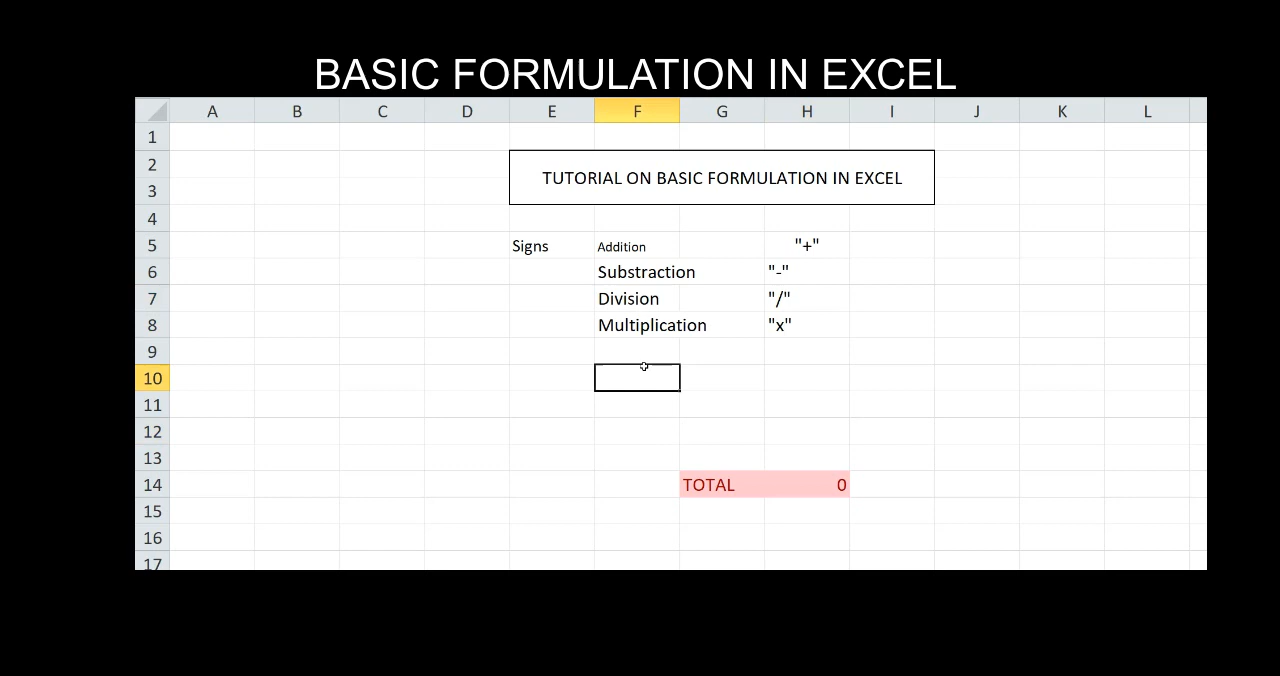 BASIC FORMULATION IN EXCEL
A B C D E F G H I J K L
1
2
TUTORIAL ON BASIC FORMULATION IN EXCEL
3
4
5 Signs Addition "+"
6 Substraction "-"
7 Division "/"
8 Multiplication "x"
9
10
11
12
13
14 TOTAL 0
15
16
17